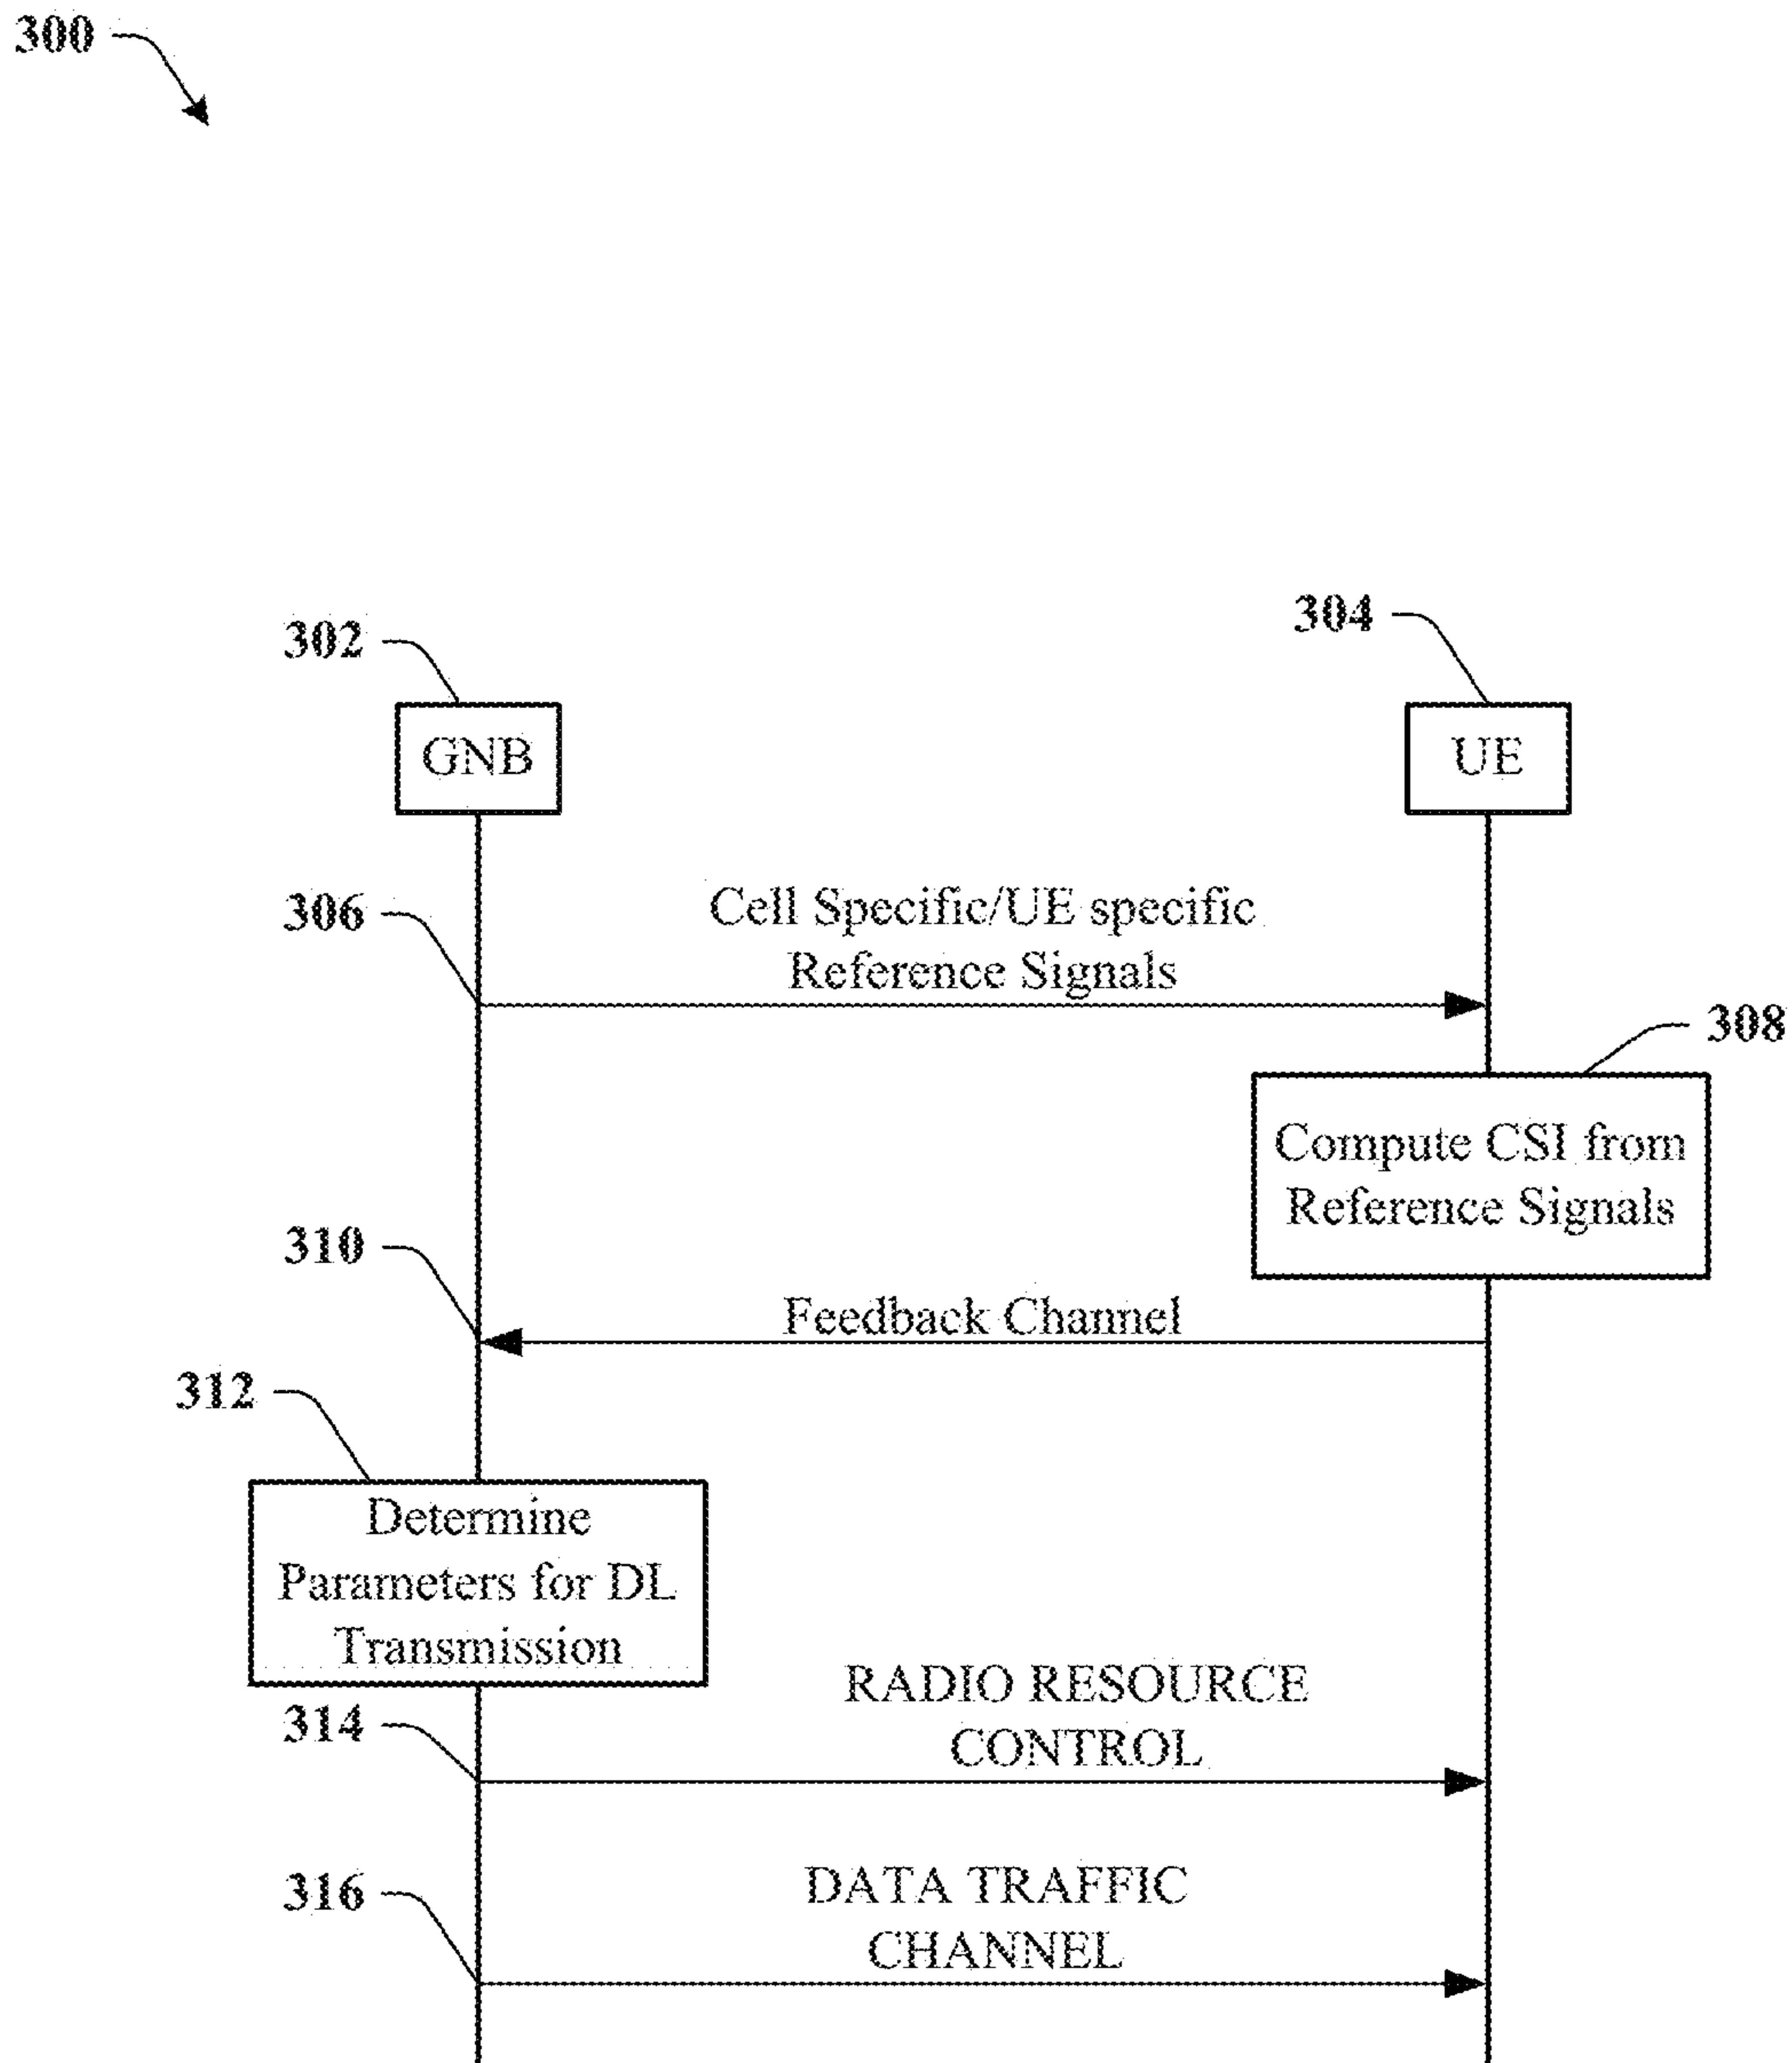 300
302
304
GNB
UE
306
Cell Specific/UE specific
Reference Signals
308
Compute CSI from
Reference Signals
310
Feedback Channel
312
Determine
Parameters for DL
Transmission
RADIO RESOURCE
CONTROL
314
DATA TRAFFIC
CHANNEL
316